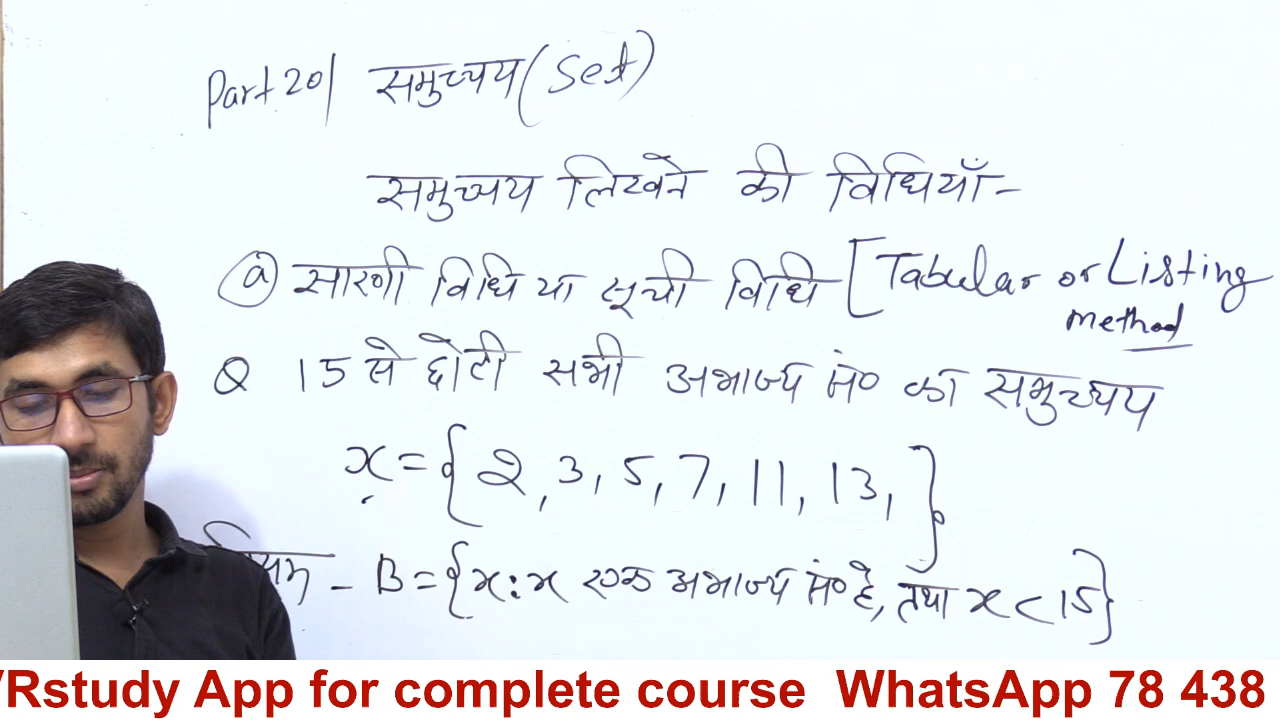 Part 20/ समुच्चय (Set)
समुच्चय लिखने की विधियाँ-
(a) सारणी विधि या सूची विधि [Tabular or Listing
method
Q 15 से छोटी सभी अभाज्य सं० का समुच्चय
x = {2, 3, 5, 7, 11, 13, }
- B = {x : x एक अभाज्य सं० है, तथा x < 15}
Rstudy App for complete course WhatsApp 78 438